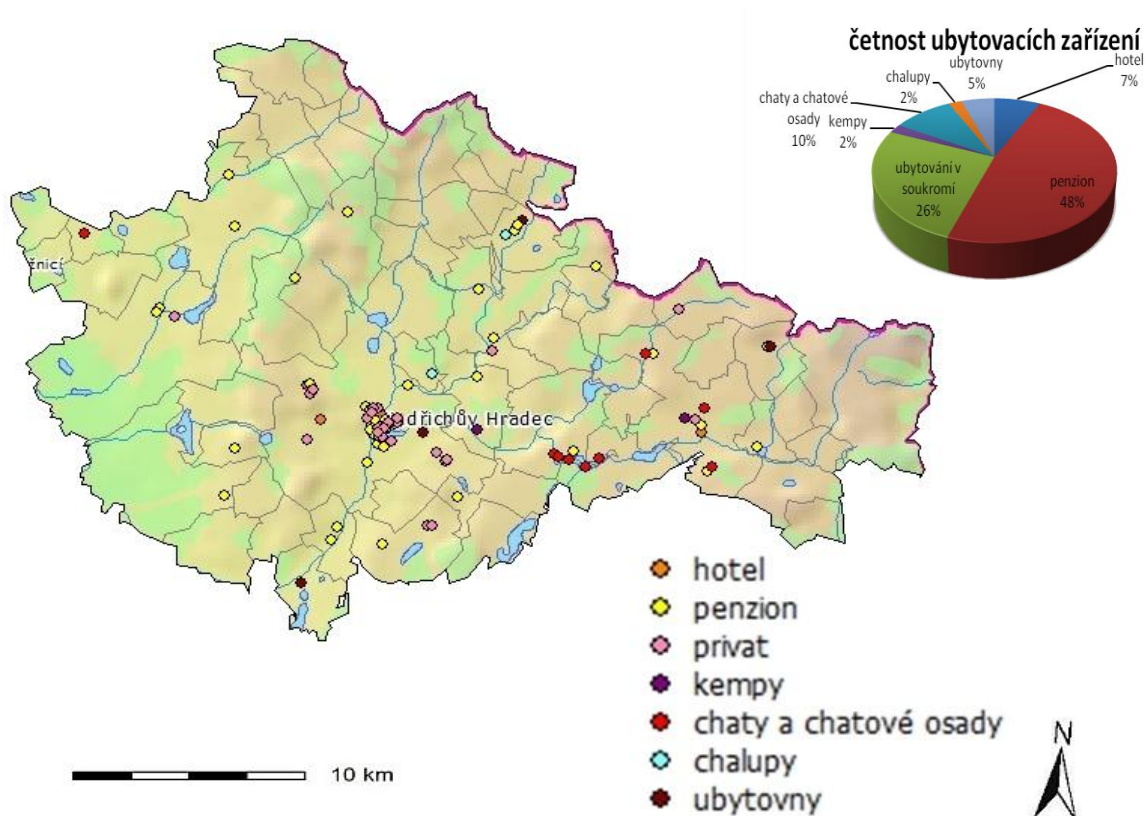 četnost ubytovacích zařízení
ubytovny
5%
hotel
7%
chalupy
2%
chaty a chatové
osady
10%
kempy
2%
ubytování v
soukromí
26%
penzion
48%
žnicí
dřichův Hradec
hotel
penzion
privat
kempy
chaty a chatové osady
chalupy
ubytovny
10 km
N